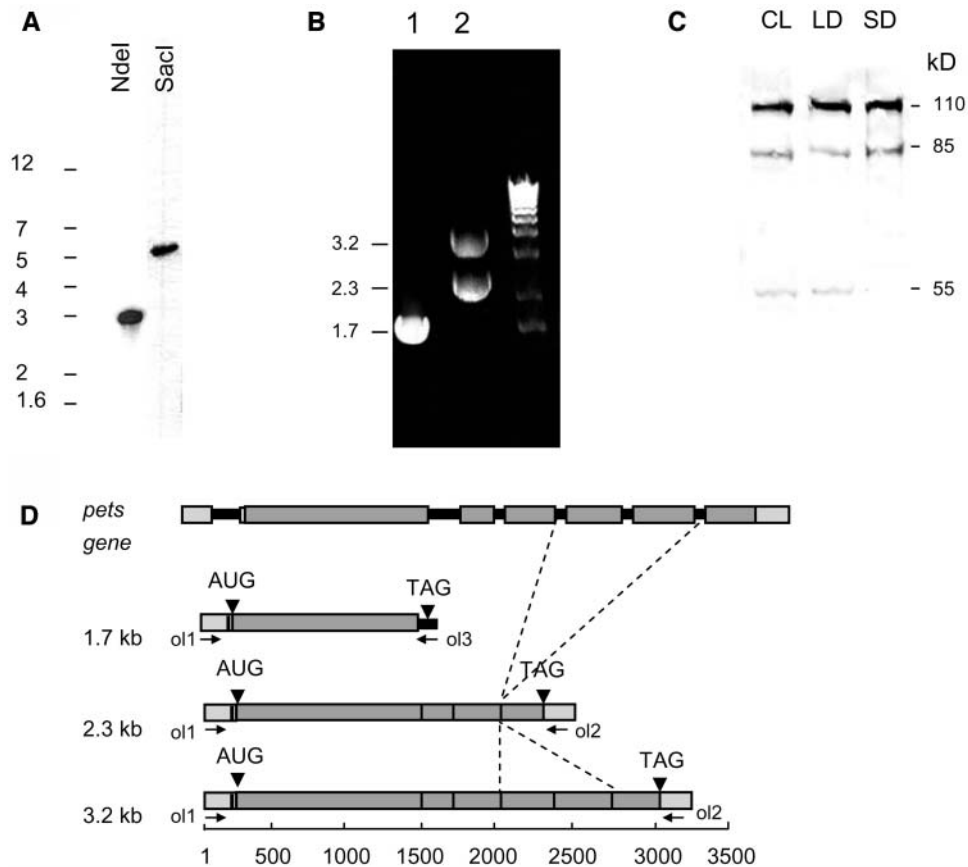 A
NdeI
SacI
12
7
5
4
3
2
1.6
B
1 2
3.2
2.3
1.7
C
CL LD SD
kD
110
85
55
D
pets
gene
AUG
TAG
1.7 kb
ol1
ol3
AUG
TAG
2.3 kb
ol1
ol2
AUG
TAG
3.2 kb
ol1
ol2
1 500 1000 1500 2000 2500 3000 3500